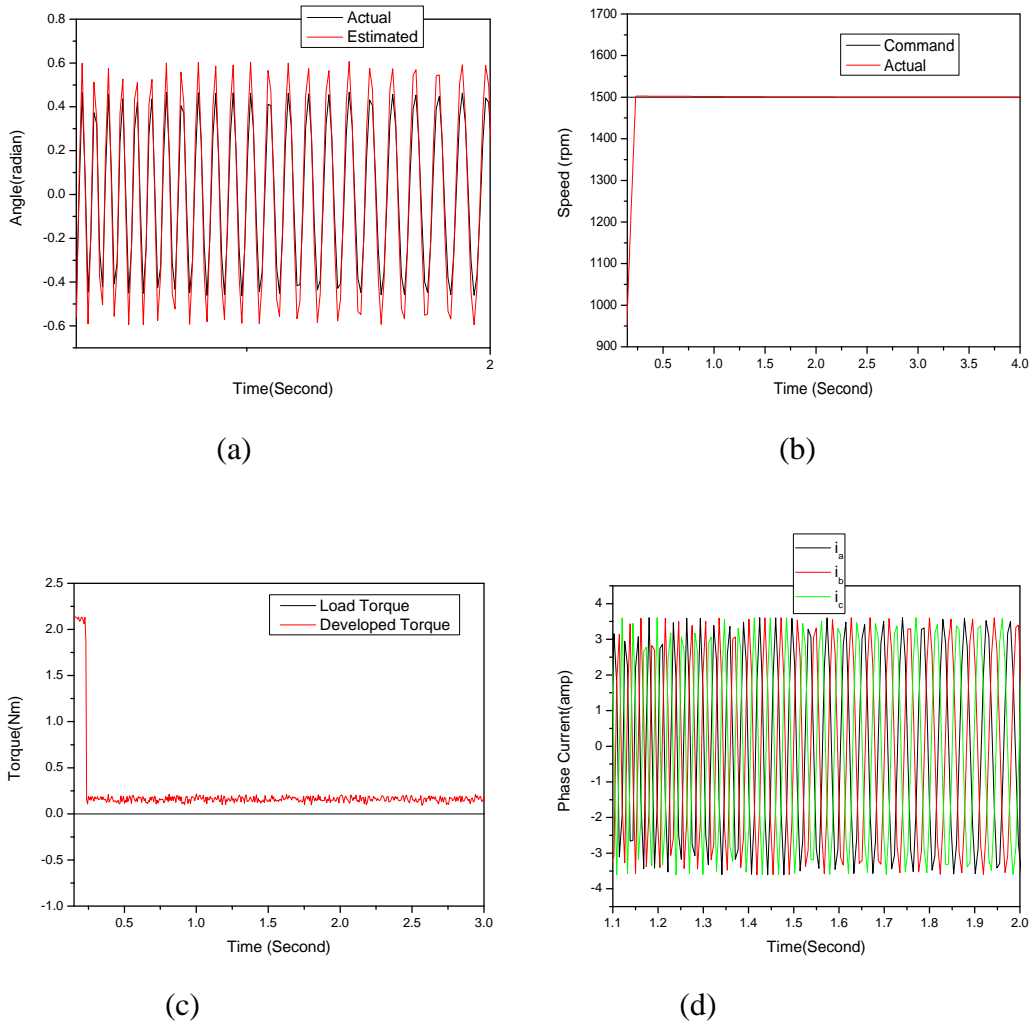 Actual
Estimated
0.8
0.6
0.4
0.2
0.0
-0.2
-0.4
-0.6
Angle(radian)
2
Time(Second)
(a)
Command
Actual
1700
1600
1500
1400
1300
1200
1100
1000
900
Speed (rpm)
0.5 1.0 1.5 2.0 2.5 3.0 3.5 4.0
Time (Second)
(b)
Load Torque
Developed Torque
2.5
2.0
1.5
1.0
0.5
0.0
-0.5
-1.0
Torque(Nm)
0.5 1.0 1.5 2.0 2.5 3.0
Time (Second)
(c)
i_a
i_b
i_c
4
3
2
1
0
-1
-2
-3
-4
Phase Current(amp)
1.1 1.2 1.3 1.4 1.5 1.6 1.7 1.8 1.9 2.0
Time(Second)
(d)